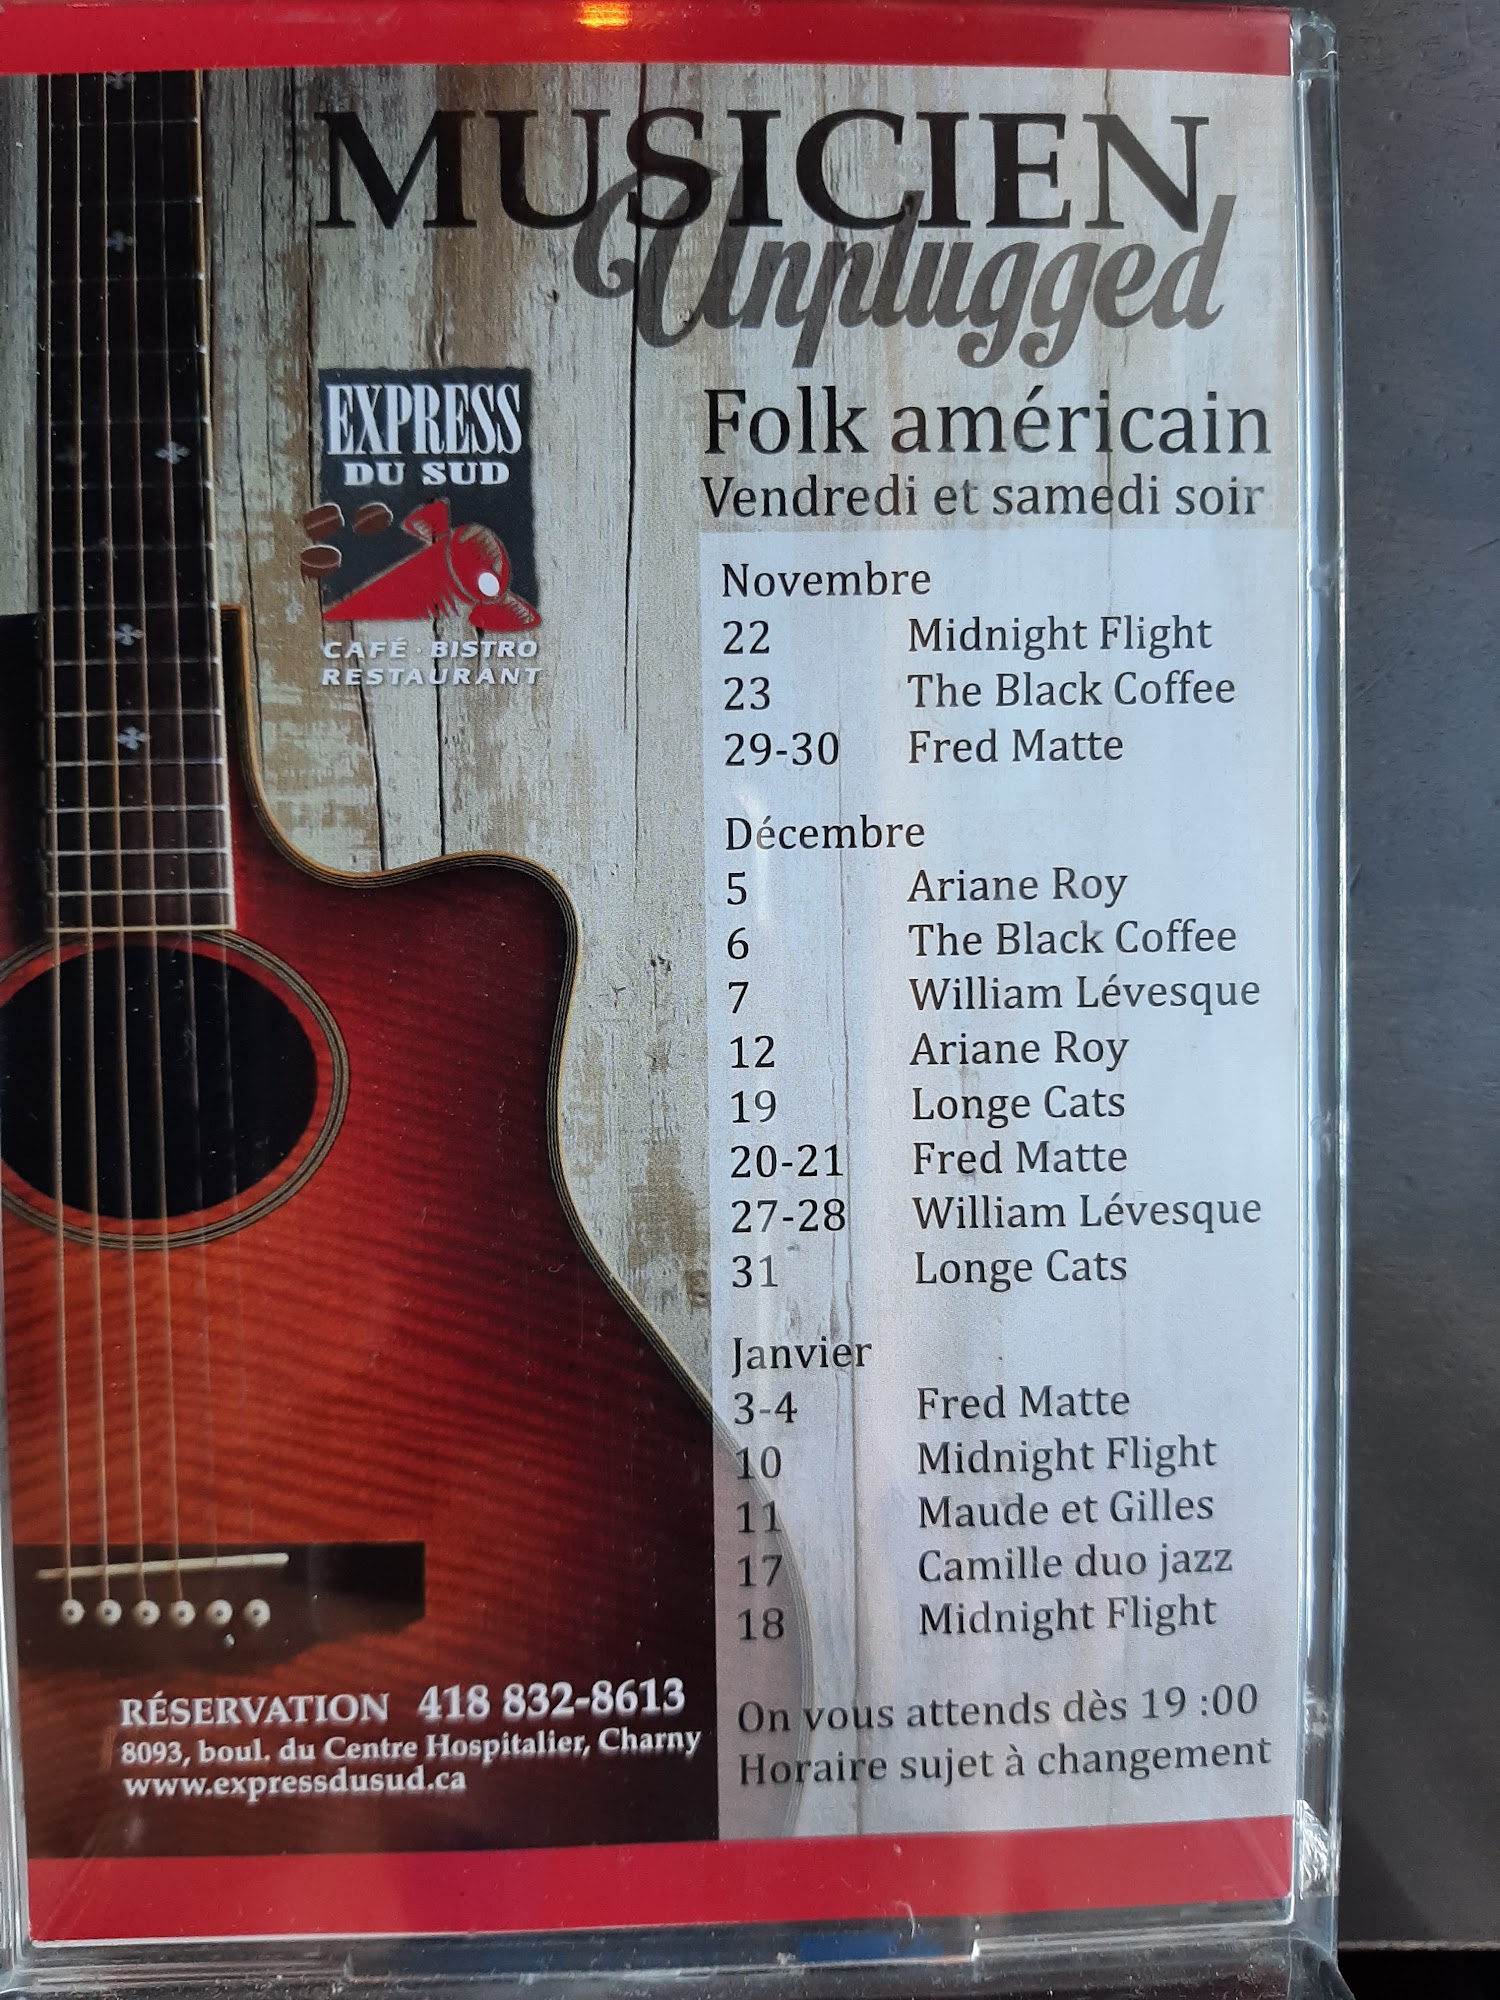 MUSICIEN
Unplugged
EXPRESS
DU SUD
CAFÉ · BISTRO
RESTAURANT
Folk américain
Vendredi et samedi soir
Novembre
22 Midnight Flight
23 The Black Coffee
29-30 Fred Matte
Décembre
5 Ariane Roy
6 The Black Coffee
7 William Lévesque
12 Ariane Roy
19 Longe Cats
20-21 Fred Matte
27-28 William Lévesque
31 Longe Cats
Janvier
3-4 Fred Matte
10 Midnight Flight
11 Maude et Gilles
17 Camille duo jazz
18 Midnight Flight
On vous attends dès 19 :00
Horaire sujet à changement
RÉSERVATION 418 832-8613
8093, boul. du Centre Hospitalier, Charny
www.expressdusud.ca